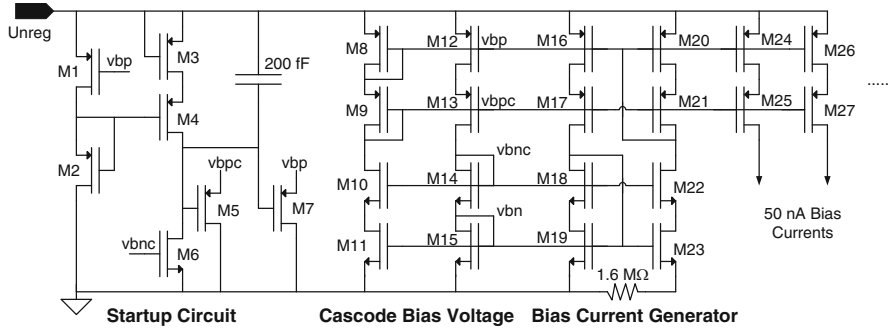 Unreg
M1
vbp
M3
200 fF
M8
M12
vbp
M16
M20
M24
M26
M4
M9
M13
vbpc
M17
M21
M25
M27
.....
M2
vbpc
vbp
M5
M7
vbnc
M6
M10
M14
vbnc
M18
M22
vbn
M11
M15
M19
M23
1.6 MΩ
50 nA Bias
Currents
Startup Circuit
Cascode Bias Voltage
Bias Current Generator